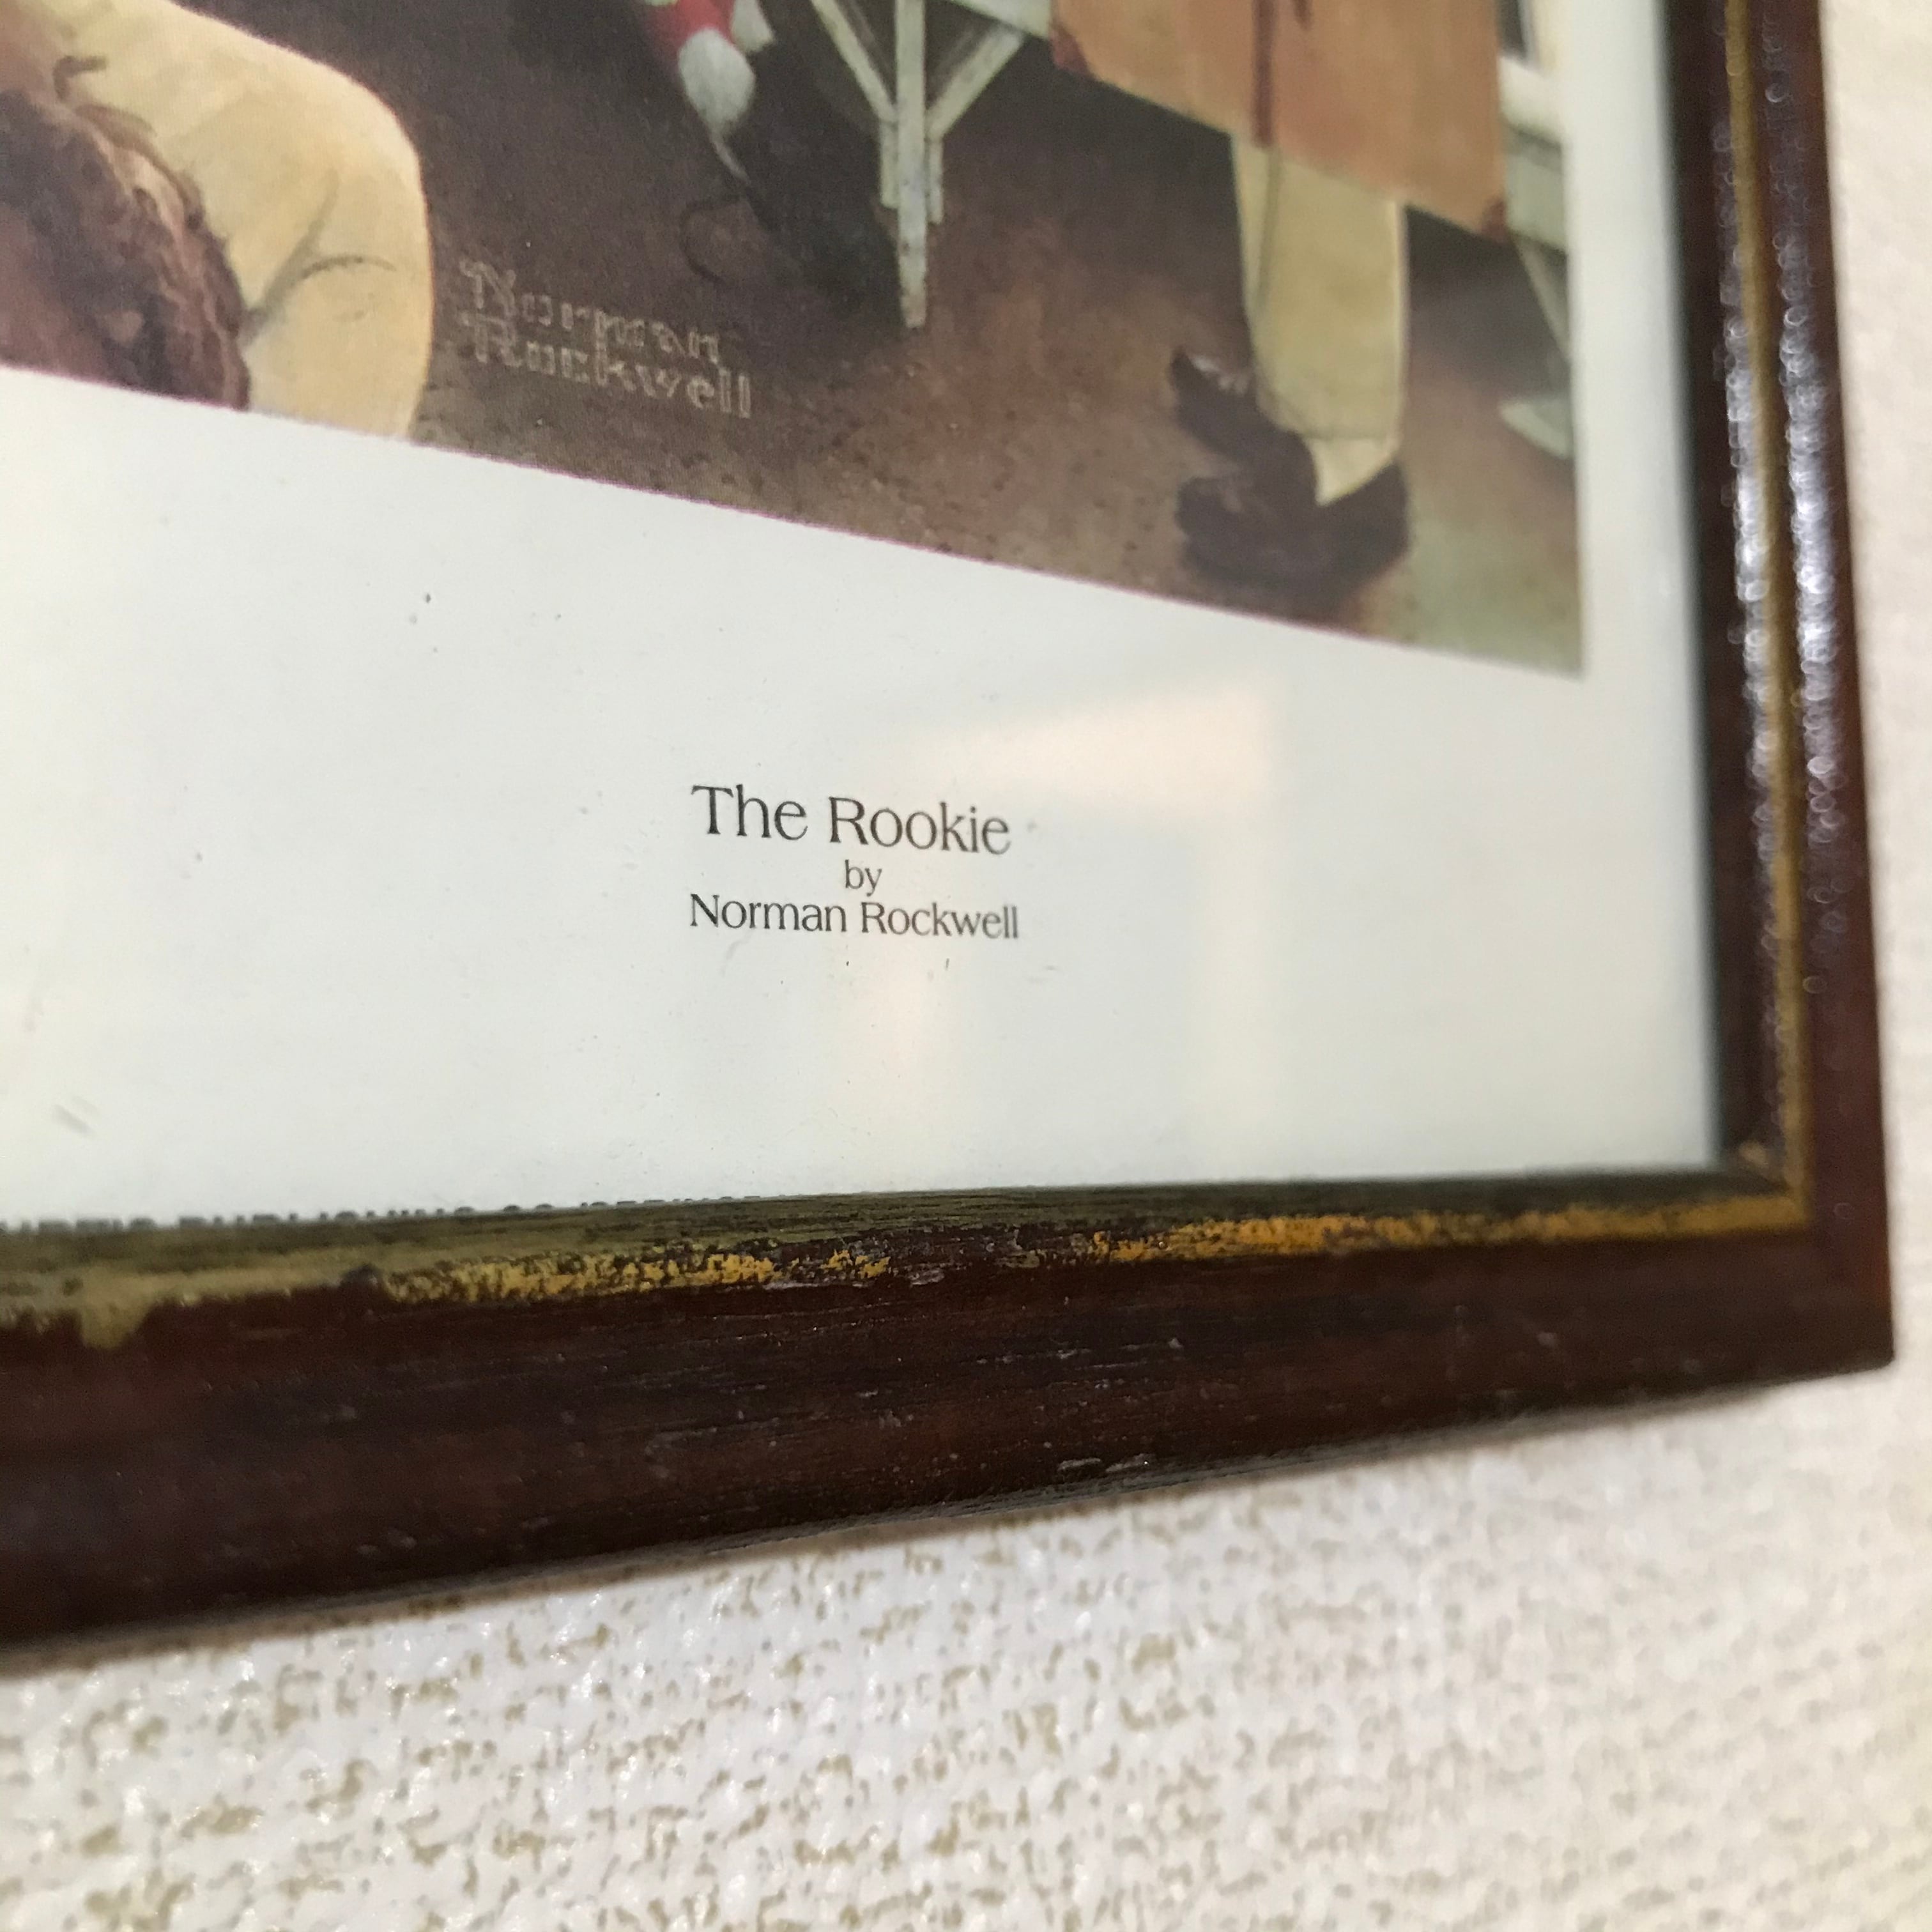 Norman
Rockwell
The Rookie
by
Norman Rockwell